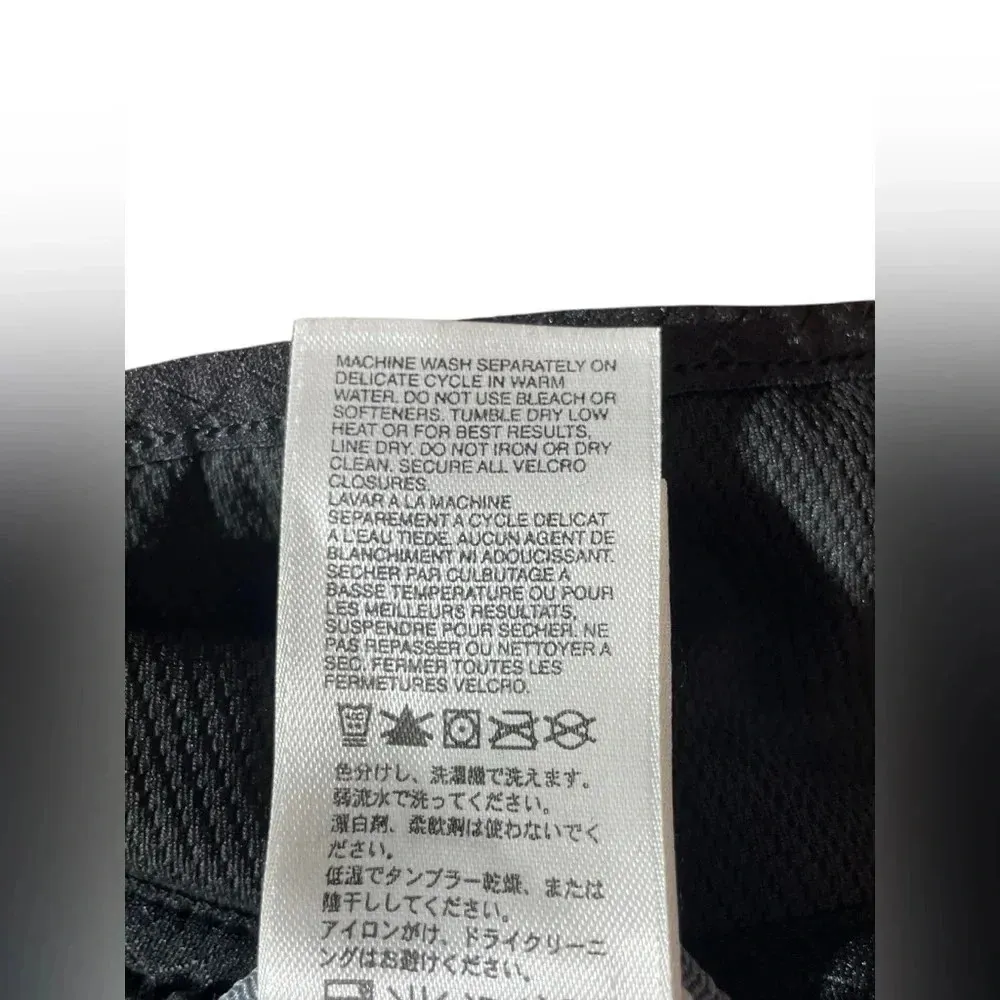 MACHINE WASH SEPARATELY ON
DELICATE CYCLE IN WARM
WATER. DO NOT USE BLEACH OR
SOFTENERS. TUMBLE DRY LOW
HEAT OR FOR BEST RESULTS,
LINE DRY. DO NOT IRON OR DRY
CLEAN. SECURE ALL VELCRO
CLOSURES.
LAVAR A LA MACHINE
SEPAREMENT A CYCLE DELICAT
A L'EAU TIEDE. AUCUN AGENT DE
BLANCHIMENT NI ADOUCISSANT.
SECHER PAR CULBUTAGE A
BASSE TEMPERATURE OU POUR
LES MEILLEURS RESULTATS,
SUSPENDRE POUR SECHER. NE
PAS REPASSER OU NETTOYER A
SEC. FERMER TOUTES LES
FERMETURES VELCRO.
色分けし、洗濯機で洗えます。
弱流水で洗ってください。
漂白剤、柔軟剤は使わないでく
ださい。
低温でタンブラー乾燥、または
陰干ししてください。
アイロンがけ、ドライクリーニ
ングはお避けください。